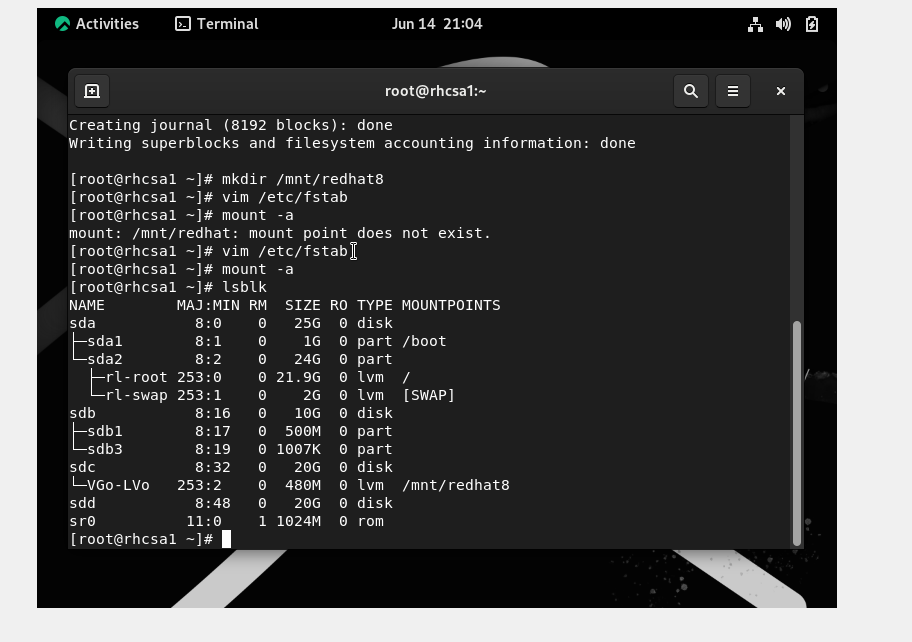 Activities Terminal Jun 14 21:04
root@rhcsa1:~
Creating journal (8192 blocks): done
Writing superblocks and filesystem accounting information: done
[root@rhcsa1 ~]# mkdir /mnt/redhat8
[root@rhcsa1 ~]# vim /etc/fstab
[root@rhcsa1 ~]# mount -a
mount: /mnt/redhat: mount point does not exist.
[root@rhcsa1 ~]# vim /etc/fstab
[root@rhcsa1 ~]# mount -a
[root@rhcsa1 ~]# lsblk
NAME        MAJ:MIN RM  SIZE RO TYPE MOUNTPOINTS
sda           8:0    0   25G  0 disk
├─sda1        8:1    0    1G  0 part /boot
└─sda2        8:2    0   24G  0 part
  ├─rl-root 253:0    0 21.9G  0 lvm  /
  └─rl-swap 253:1    0    2G  0 lvm  [SWAP]
sdb           8:16   0   10G  0 disk
├─sdb1        8:17   0  500M  0 part
└─sdb3        8:19   0 1007K  0 part
sdc           8:32   0   20G  0 disk
└─VGo-LVo   253:2    0  480M  0 lvm  /mnt/redhat8
sdd           8:48   0   20G  0 disk
sr0          11:0    1 1024M  0 rom
[root@rhcsa1 ~]#